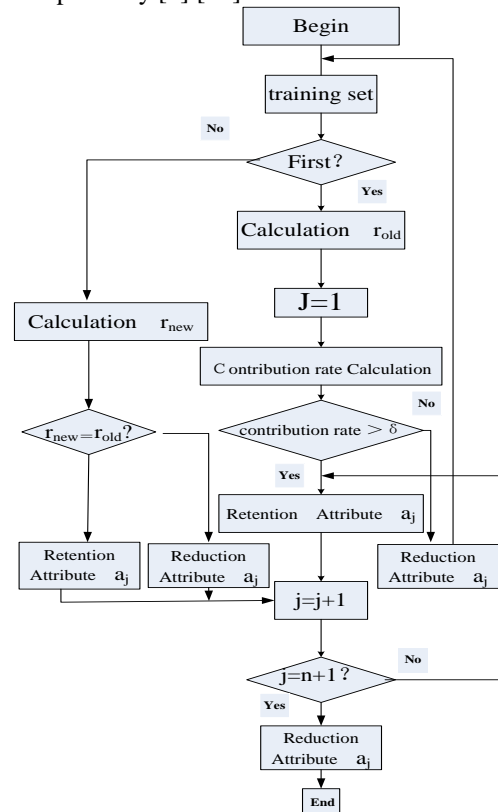 Begin
training set
No
First?
Yes
Calculation r_old
J=1
Calculation r_new
C ontribution rate Calculation
No
r_new=r_old?
contribution rate > δ
Yes
Retention Attribute a_j
Retention
Attribute a_j
Reduction
Attribute a_j
Reduction
Attribute a_j
j=j+1
No
j=n+1?
Yes
Reduction
Attribute a_j
End